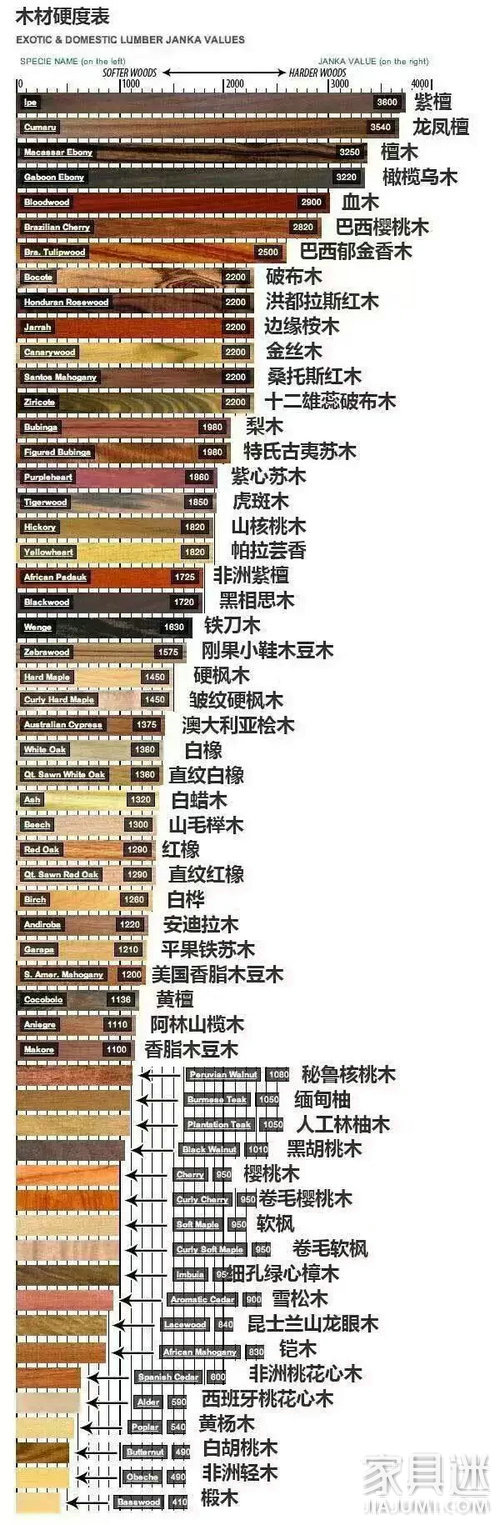 木材硬度表
EXOTIC & DOMESTIC LUMBER JANKA VALUES
SPECIE NAME (on the left) JANKA VALUE (on the right)
SOFTER WOODS HARDER WOODS
0 1000 2000 3000 4000
Ipe 3600 紫檀
Cumaru 3540 龙凤檀
Macassar Ebony 3250 檀木
Gaboon Ebony 3220 橄榄乌木
Bloodwood 2900 血木
Brazilian Cherry 2820 巴西樱桃木
Bra. Tulipwood 2500 巴西郁金香木
Bocote 2200 破布木
Honduran Rosewood 2200 洪都拉斯红木
Jarrah 2200 边缘桉木
Canarywood 2200 金丝木
Santos Mahogany 2200 桑托斯红木
Ziricote 2200 十二雄蕊破布木
Bubinga 1980 梨木
Figured Bubinga 1980 特氏古夷苏木
Purpleheart 1860 紫心苏木
Tigerwood 1850 虎斑木
Hickory 1820 山核桃木
Yellowheart 1820 帕拉芸香
African Padauk 1725 非洲紫檀
Blackwood 1720 黑相思木
Wenge 1630 铁刀木
Zebrawood 1575 刚果小鞋木豆木
Hard Maple 1450 硬枫木
Curly Hard Maple 1450 皱纹硬枫木
Australian Cypress 1375 澳大利亚桧木
White Oak 1360 白橡
Qt. Sawn White Oak 1360 直纹白橡
Ash 1320 白蜡木
Beech 1300 山毛榉木
Red Oak 1290 红橡
Qt. Sawn Red Oak 1290 直纹红橡
Birch 1260 白桦
Andiroba 1220 安迪拉木
Garapa 1210 平果铁苏木
S. Amer. Mahogany 1200 美国香脂木豆木
Cocobolo 1136 黄檀
Aniegre 1110 阿林山榄木
Makore 1100 香脂木豆木
Peruvian Walnut 1080 秘鲁核桃木
Burmese Teak 1050 缅甸柚
Plantation Teak 1050 人工林柚木
Black Walnut 1010 黑胡桃木
Cherry 950 樱桃木
Curly Cherry 950 卷毛樱桃木
Soft Maple 950 软枫
Curly Soft Maple 950 卷毛软枫
Imbuia 95 细孔绿心樟木
Aromatic Cedar 900 雪松木
Lacewood 840 昆士兰山龙眼木
African Mahogany 830 铠木
Spanish Cedar 600 非洲桃花心木
Alder 590 西班牙桃花心木
Poplar 540 黄杨木
Butternut 490 白胡桃木
Obeche 490 非洲轻木
Basswood 410 椴木
家具迷
JIAJUMI.COM